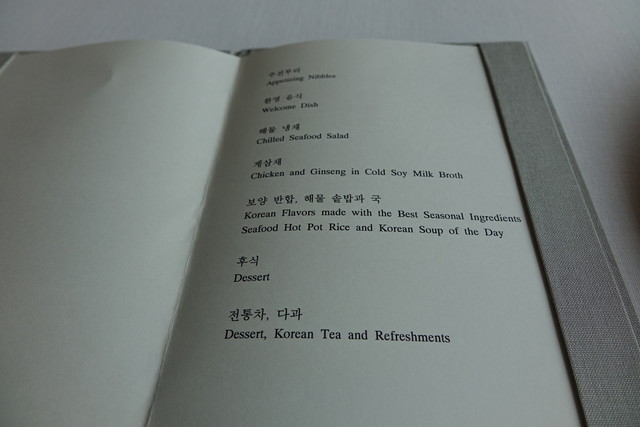 주전부리
Appetizing Nibbles
환영 음식
Welcome Dish
해물 냉채
Chilled Seafood Salad
계삼채
Chicken and Ginseng in Cold Soy Milk Broth
보양 반합, 해물 솥밥과 국
Korean Flavors made with the Best Seasonal Ingredients
Seafood Hot Pot Rice and Korean Soup of the Day
후식
Dessert
전통차, 다과
Dessert, Korean Tea and Refreshments